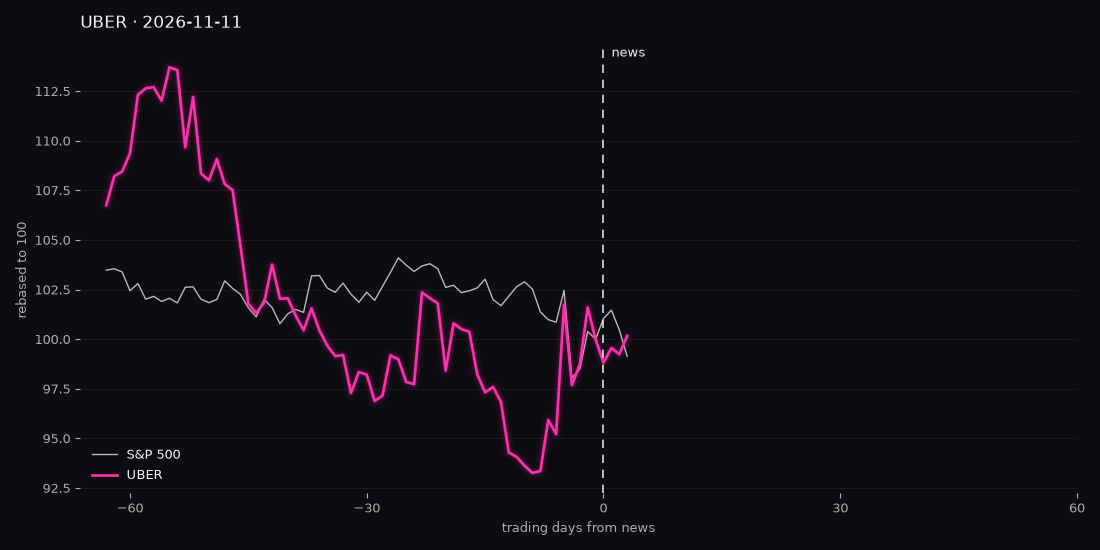 UBER · 2026-11-11
news
112.5
110.0
107.5
105.0
102.5
100.0
97.5
95.0
92.5
rebased to 100
S&P 500
UBER
−60
−30
0
30
60
trading days from news